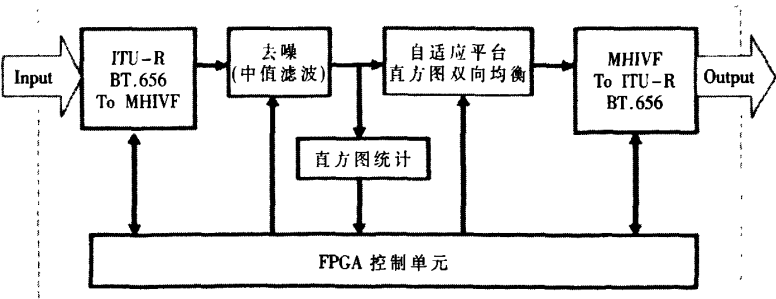 Input
ITU-R
BT.656
To MHIVF
去噪
(中值滤波)
自适应平台
直方图双向均衡
MHIVF
To ITU-R
BT.656
Output
直方图统计
FPGA 控制单元